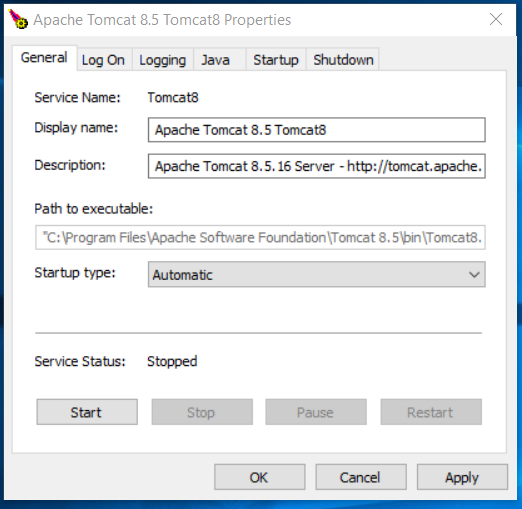 Apache Tomcat 8.5 Tomcat8 Properties
General Log On Logging Java Startup Shutdown
Service Name: Tomcat8
Display name: Apache Tomcat 8.5 Tomcat8
Description: Apache Tomcat 8.5.16 Server - http://tomcat.apache.
Path to executable:
"C:\Program Files\Apache Software Foundation\Tomcat 8.5\bin\Tomcat8.
Startup type: Automatic
Service Status: Stopped
Start Stop Pause Restart
OK Cancel Apply